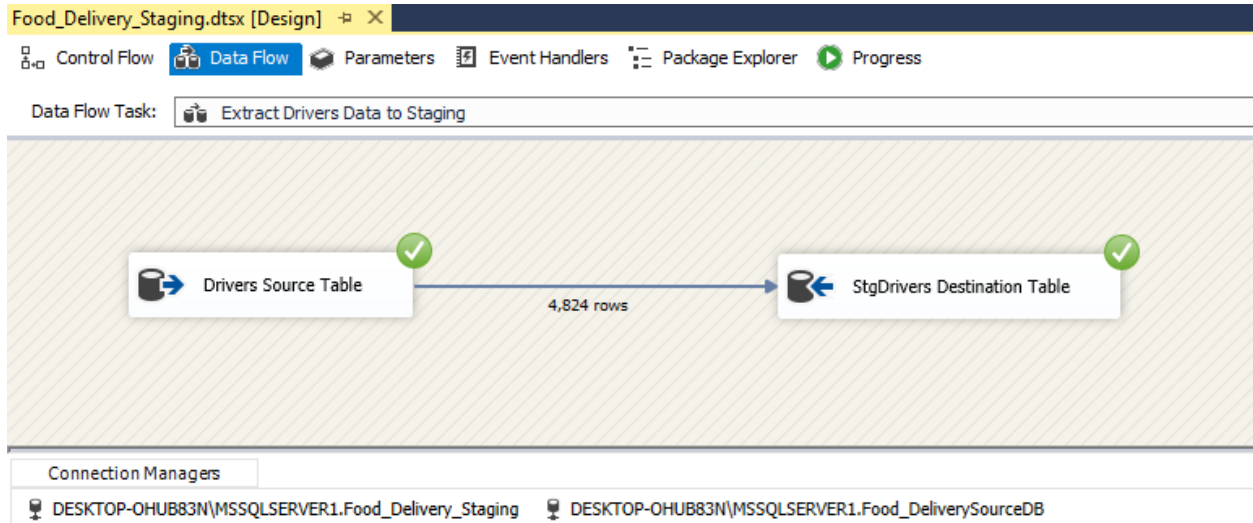 Food_Delivery_Staging.dtsx [Design]
Control Flow Data Flow Parameters Event Handlers Package Explorer Progress
Data Flow Task: Extract Drivers Data to Staging
Drivers Source Table
4,824 rows
StgDrivers Destination Table
Connection Managers
DESKTOP-OHUB83N\MSSQLSERVER1.Food_Delivery_Staging DESKTOP-OHUB83N\MSSQLSERVER1.Food_DeliverySourceDB